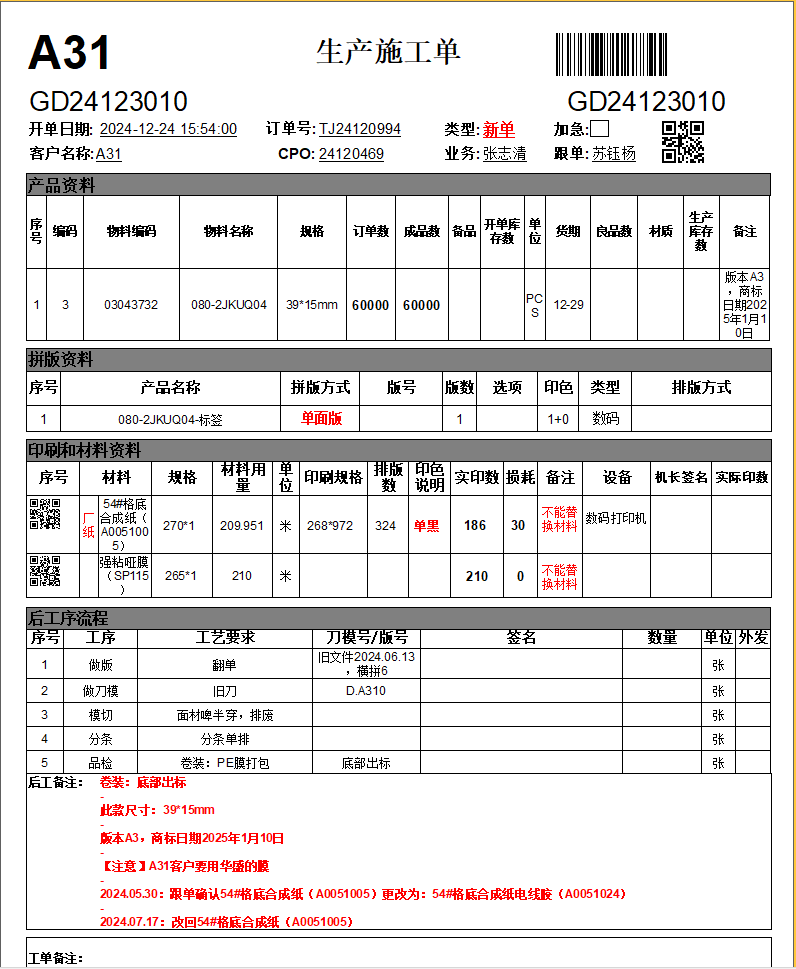 A31
生产施工单
GD24123010
GD24123010
开单日期: 2024-12-24 15:54:00 订单号: TJ24120994 类型: 新单 加急:
客户名称: A31 CPO: 24120469 业务: 张志清 跟单: 苏钰杨
产品资料
序号 编码 物料编码 物料名称 规格 订单数 成品数 备品 开单库存数 单位 货期 良品数 材质 生产库存数 备注
1 3 03043732 080-2JKUQ04 39*15mm 60000 60000 PCS 12-29 版本A3，商标日期2025年1月10日
拼版资料
序号 产品名称 拼版方式 版号 版数 选项 印色 类型 排版方式
1 080-2JKUQ04-标签 单面版 1 1+0 数码
印刷和材料资料
序号 材料 规格 材料用量 单位 印刷规格 排版数 印色说明 实印数 损耗 备注 设备 机长签名 实际印数
厂纸 54#格底合成纸（A0051005） 270*1 209.951 米 268*972 324 单黑 186 30 不能替换材料 数码打印机
强粘哑膜（SP115） 265*1 210 米 210 0 不能替换材料
后工序流程
序号 工序 工艺要求 刀模号/版号 签名 数量 单位 外发
1 做版 翻单 旧文件2024.06.13，横拼6 张
2 做刀模 旧刀 D.A310 张
3 模切 面材啤半穿，排废 张
4 分条 分条单排 张
5 品检 卷装：PE膜打包 底部出标 张
后工备注： 卷装：底部出标
-
此款尺寸：39*15mm
-
版本A3，商标日期2025年1月10日
-
【注意】A31客户要用华盛的膜
-
2024.05.30：跟单确认54#格底合成纸（A0051005）更改为：54#格底合成纸电线胶（A0051024）
-
2024.07.17：改回54#格底合成纸（A0051005）
工单备注：